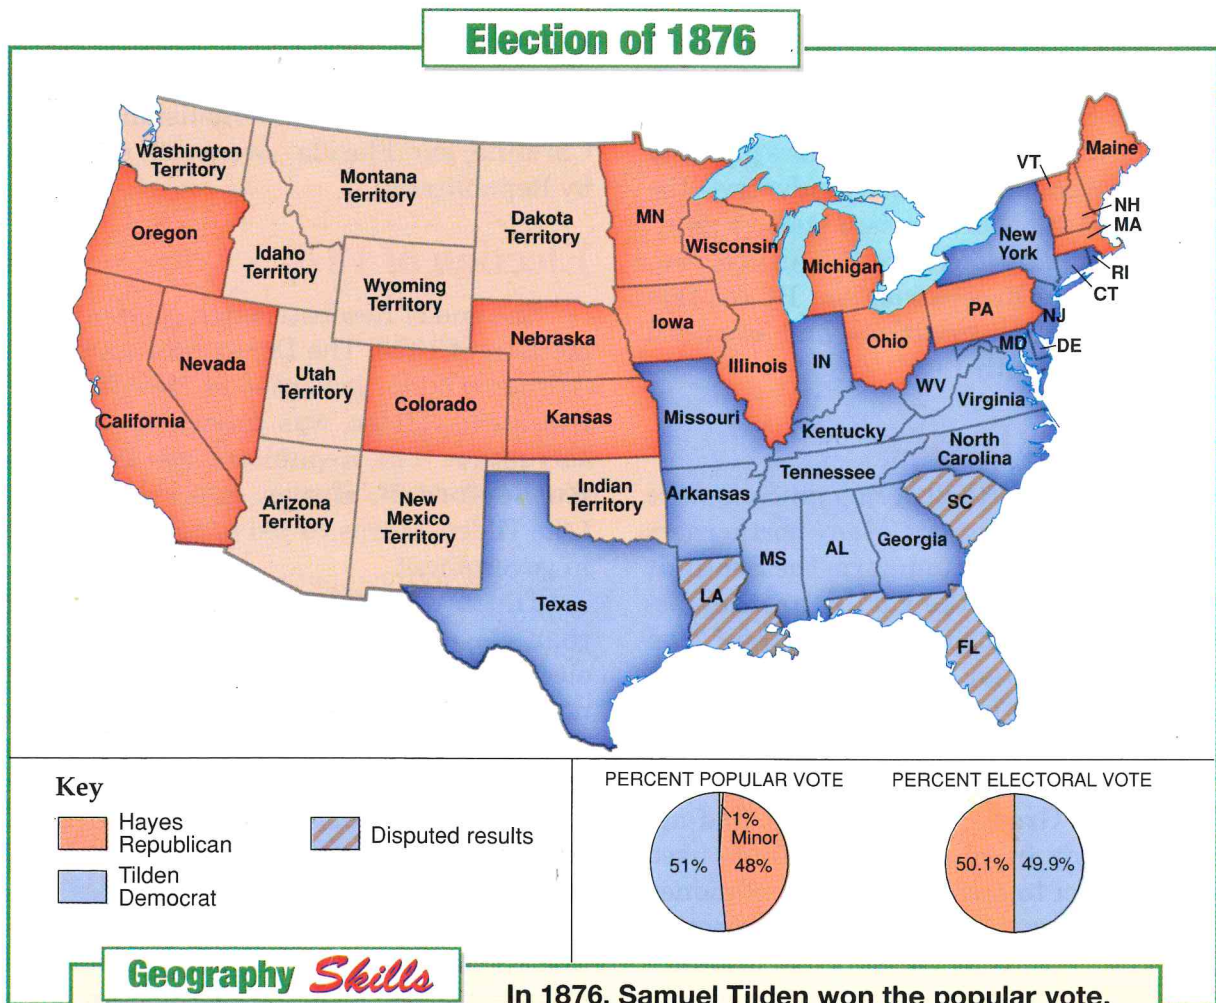 Election of 1876
Washington
Territory
Montana
Territory
Dakota
Territory
MN
Oregon
Idaho
Territory
Wyoming
Territory
Wisconsin
Michigan
VT
Maine
NH
MA
New
York
RI
CT
Nevada
Utah
Territory
Colorado
Nebraska
Iowa
Illinois
IN
Ohio
PA
NJ
MD
DE
WV
Virginia
California
Kansas
Missouri
Kentucky
Arizona
Territory
New
Mexico
Territory
Indian
Territory
Arkansas
Tennessee
North
Carolina
SC
Texas
LA
MS
AL
Georgia
FL
Key
Hayes
Republican
Tilden
Democrat
Disputed results
PERCENT POPULAR VOTE
51%
1%
Minor
48%
PERCENT ELECTORAL VOTE
50.1%
49.9%
Geography Skills
In 1876, Samuel Tilden won the popular vote.